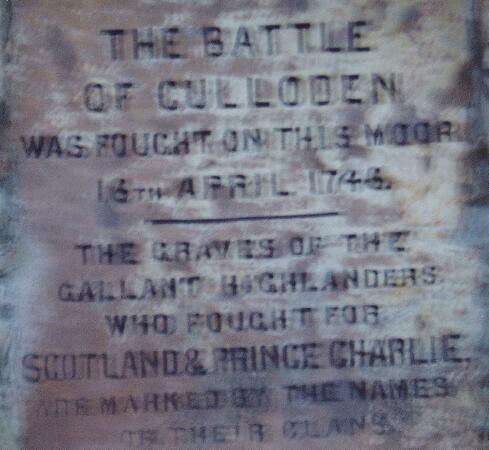 THE BATTLE
OF CULLODEN
WAS FOUGHT ON THIS MOOR
16TH APRIL 1746.
THE GRAVES OF THE
GALLANT HIGHLANDERS
WHO FOUGHT FOR
SCOTLAND & PRINCE CHARLIE.
ARE MARKED BY THE NAMES
OF THEIR CLANS.